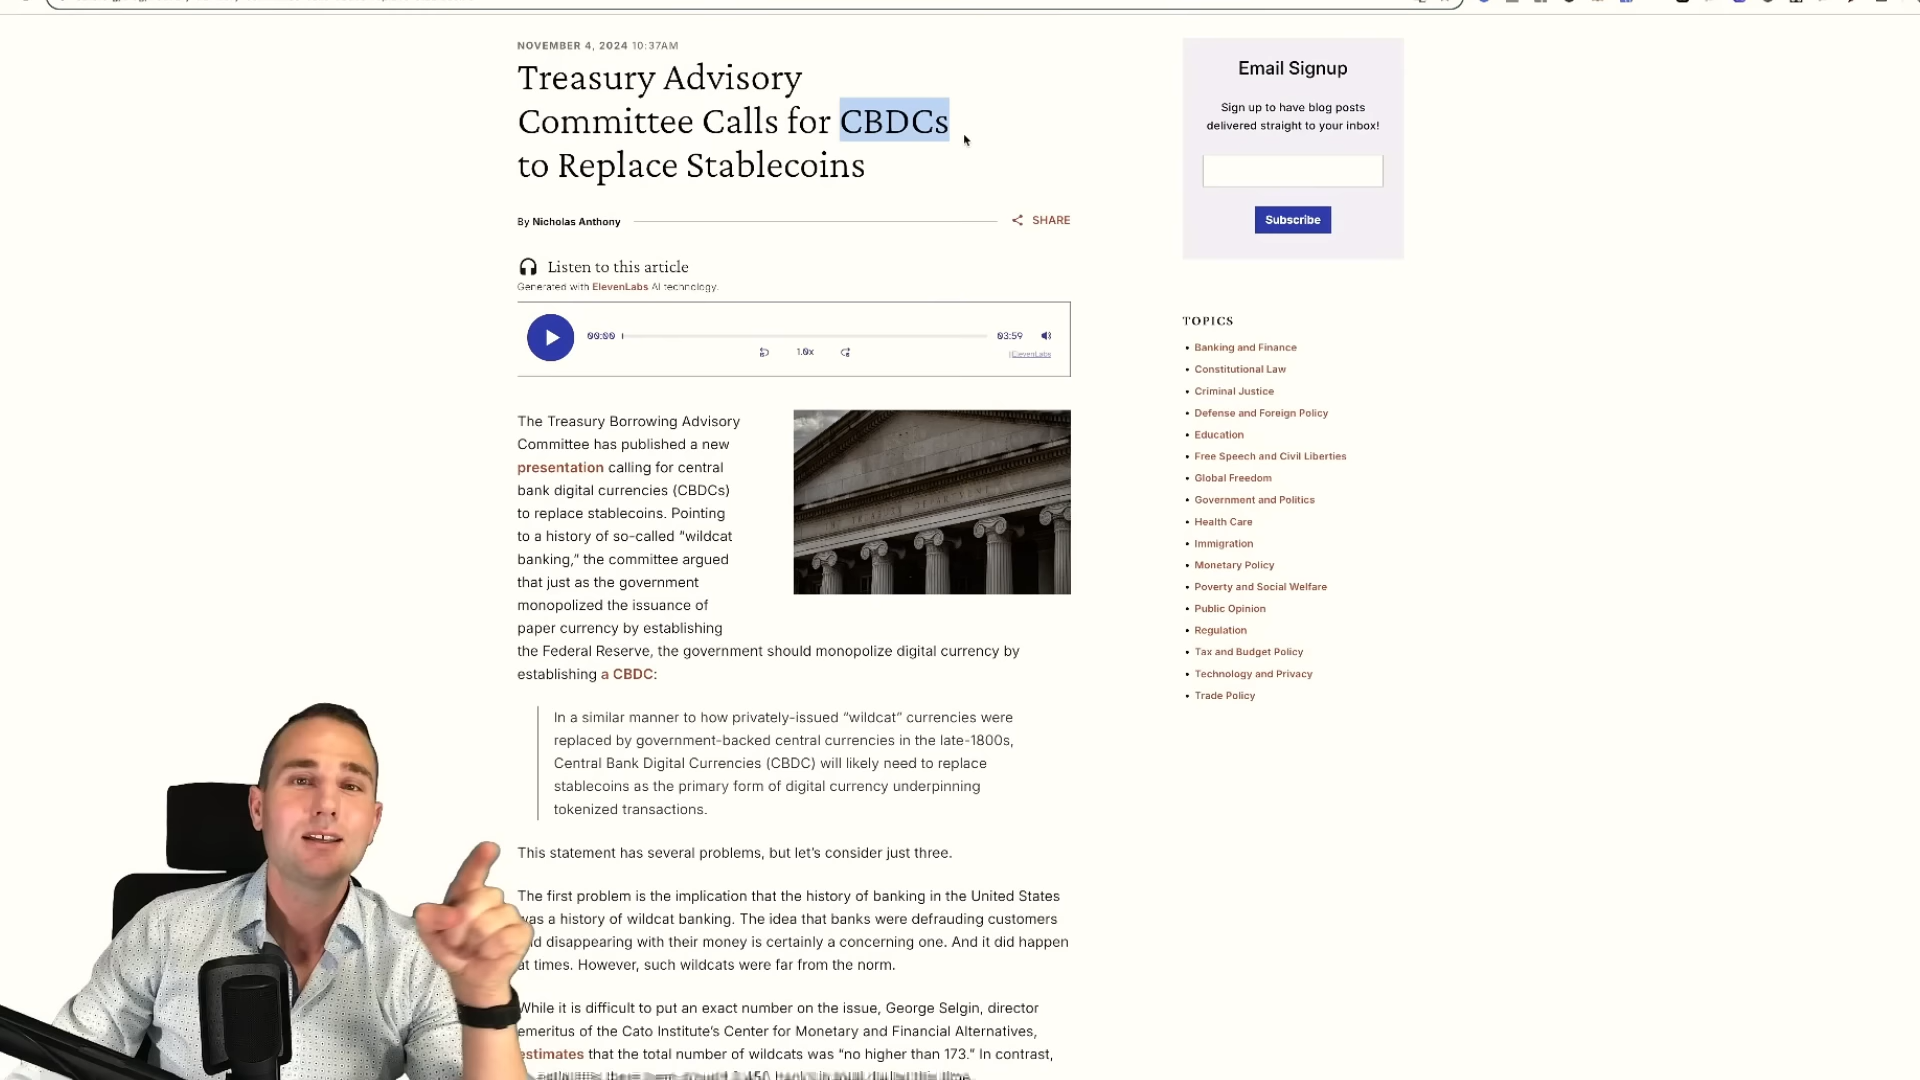 NOVEMBER 4, 2024 10:37AM
Treasury Advisory
Committee Calls for CBDCs
to Replace Stablecoins
By Nicholas Anthony
SHARE
Listen to this article
Generated with ElevenLabs AI technology.
00:00
03:59
1.0x
IIElevenLabs
The Treasury Borrowing Advisory
Committee has published a new
presentation calling for central
bank digital currencies (CBDCs)
to replace stablecoins. Pointing
to a history of so-called “wildcat
banking,” the committee argued
that just as the government
monopolized the issuance of
paper currency by establishing
the Federal Reserve, the government should monopolize digital currency by
establishing a CBDC:
In a similar manner to how privately-issued “wildcat” currencies were
replaced by government-backed central currencies in the late-1800s,
Central Bank Digital Currencies (CBDC) will likely need to replace
stablecoins as the primary form of digital currency underpinning
tokenized transactions.
This statement has several problems, but let’s consider just three.
The first problem is the implication that the history of banking in the United States
was a history of wildcat banking. The idea that banks were defrauding customers
disappearing with their money is certainly a concerning one. And it did happen
at times. However, such wildcats were far from the norm.
While it is difficult to put an exact number on the issue, George Selgin, director
emeritus of the Cato Institute’s Center for Monetary and Financial Alternatives,
estimates that the total number of wildcats was “no higher than 173.” In contrast,
Email Signup
Sign up to have blog posts
delivered straight to your inbox!
Subscribe
TOPICS
• Banking and Finance
• Constitutional Law
• Criminal Justice
• Defense and Foreign Policy
• Education
• Free Speech and Civil Liberties
• Global Freedom
• Government and Politics
• Health Care
• Immigration
• Monetary Policy
• Poverty and Social Welfare
• Public Opinion
• Regulation
• Tax and Budget Policy
• Technology and Privacy
• Trade Policy